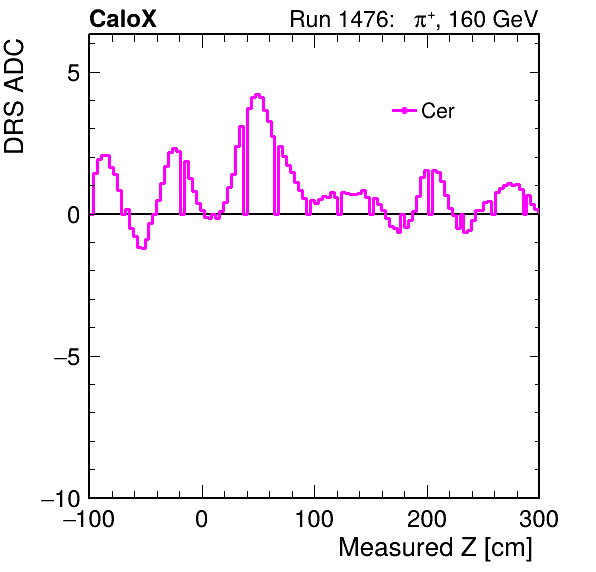 CaloX Run 1476: π⁺, 160 GeV
DRS ADC
Cer
5
0
−5
−10
−100 0 100 200 300
Measured Z [cm]